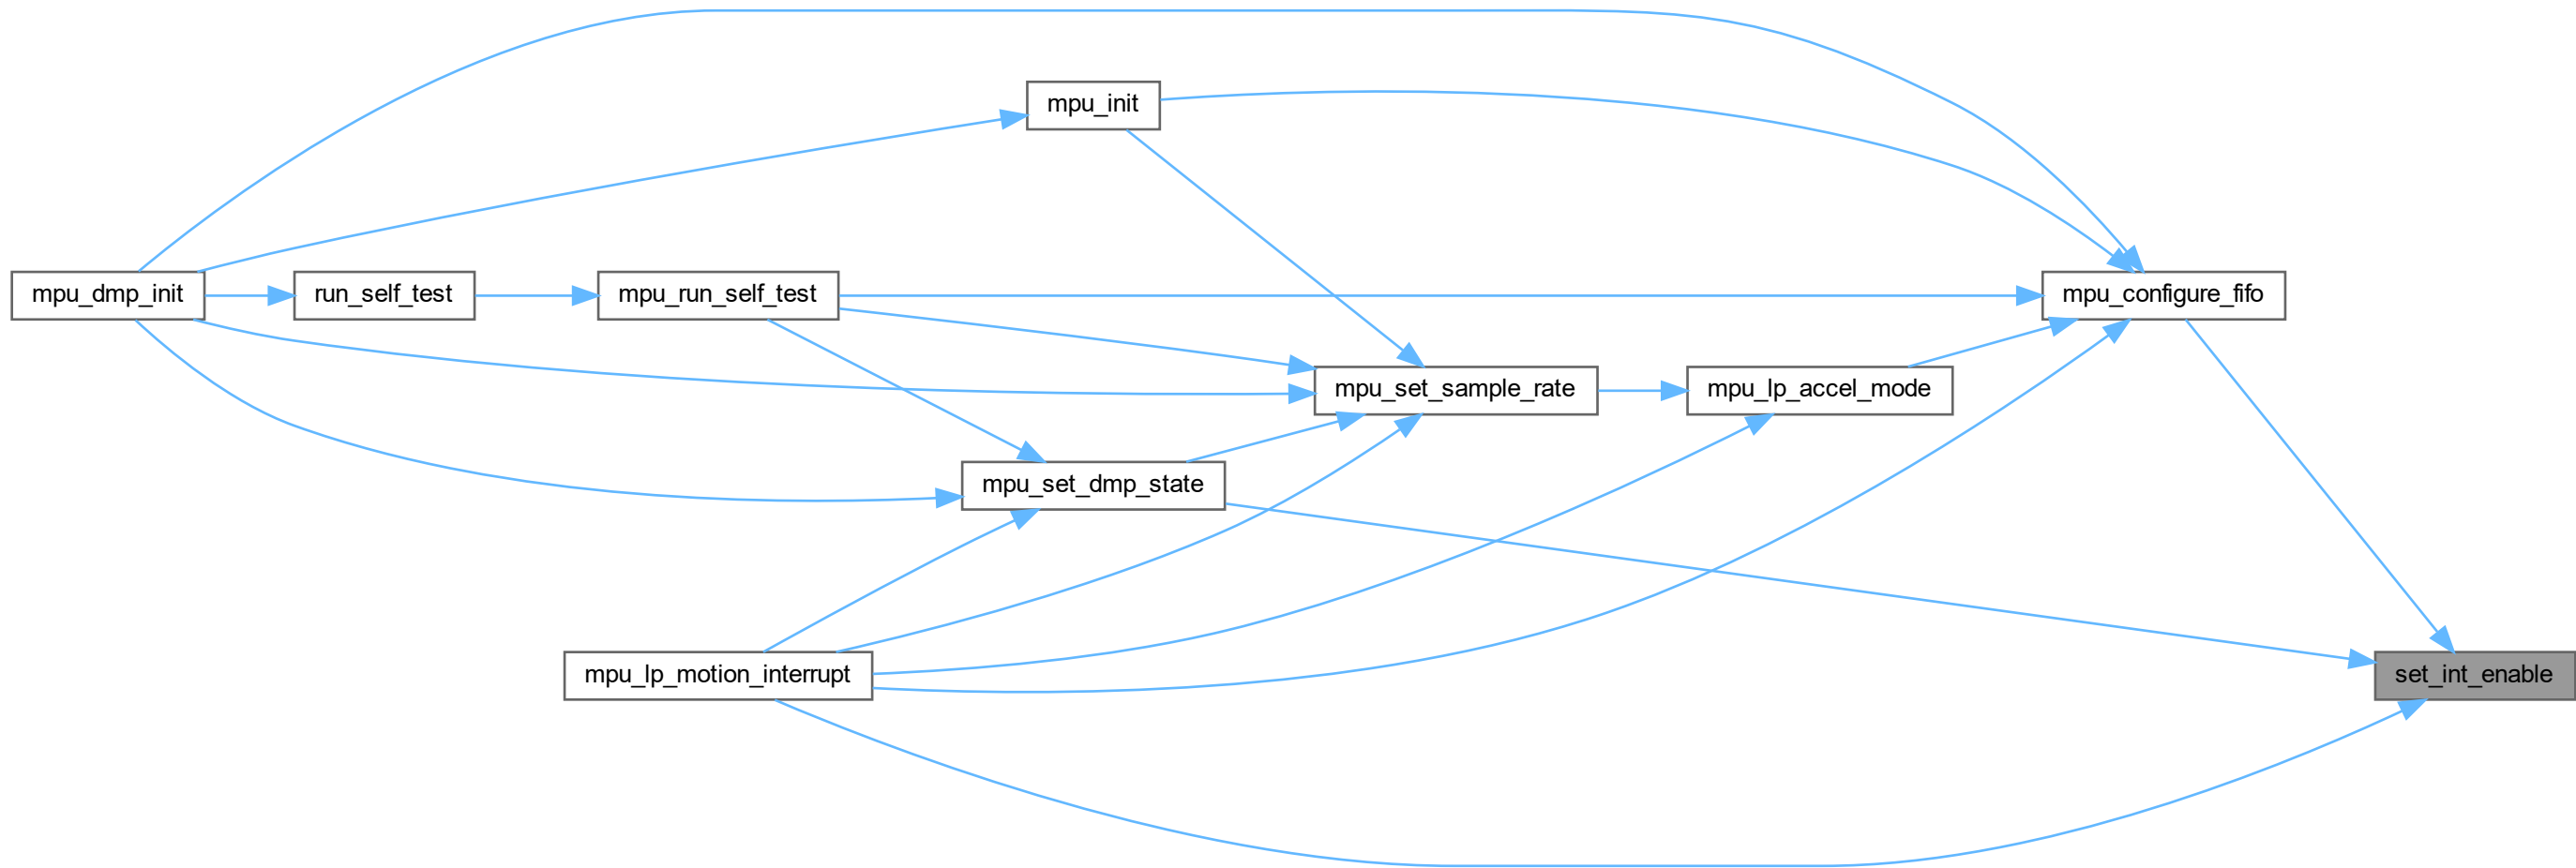 mpu_init
mpu_dmp_init
run_self_test
mpu_run_self_test
mpu_configure_fifo
mpu_set_sample_rate
mpu_lp_accel_mode
mpu_set_dmp_state
mpu_lp_motion_interrupt
set_int_enable